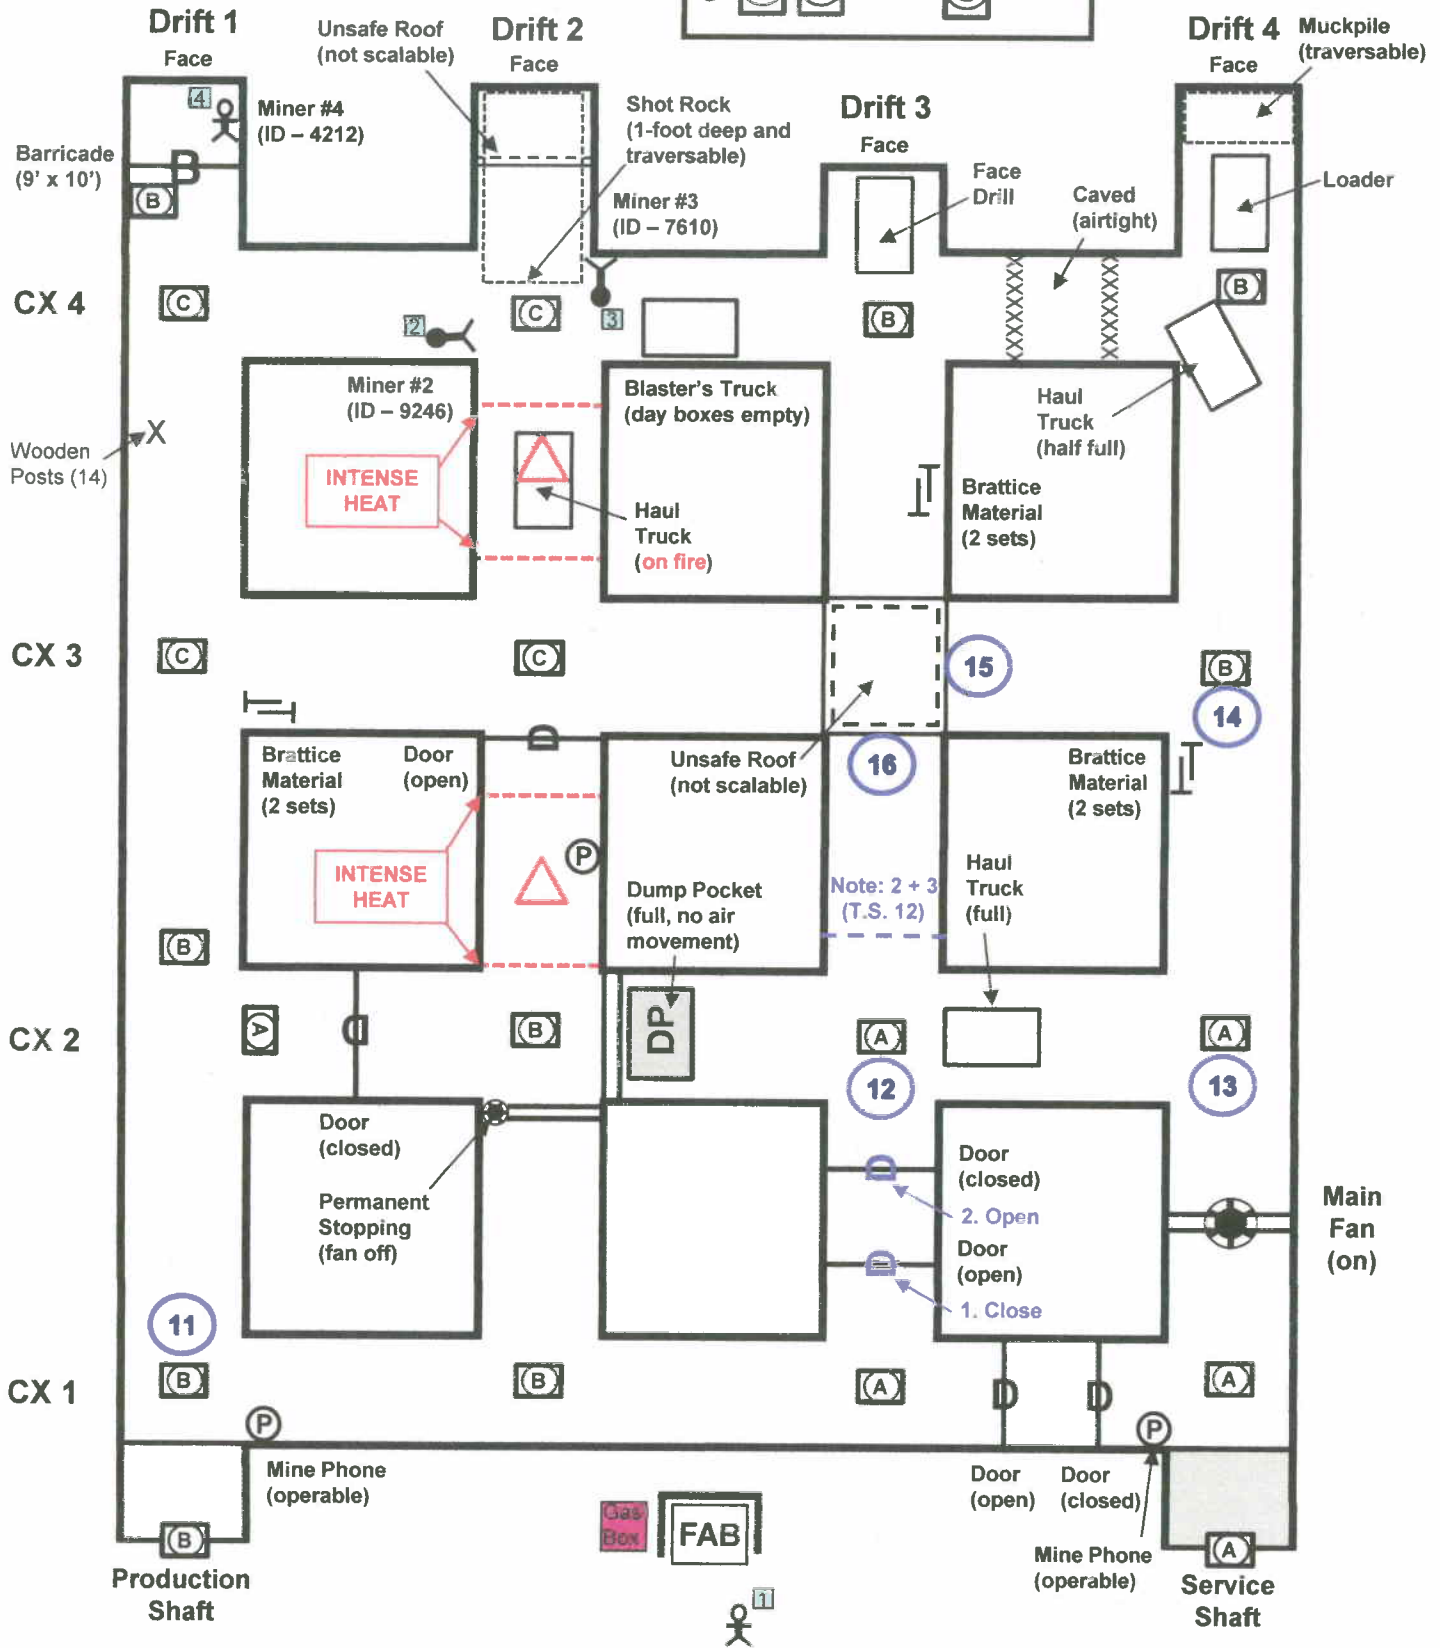 Drift 1
Face
Unsafe Roof
(not scalable)
Drift 2
Face
Drift 4
Face
Muckpile
(traversable)
4
Miner #4
(ID – 4212)
Shot Rock
(1-foot deep and
traversable)
Drift 3
Face
Barricade
(9' x 10')
B
Miner #3
(ID – 7610)
Face
Drill
Caved
(airtight)
Loader
CX 4
C
C
3
B
B
2
Miner #2
(ID – 9246)
Blaster's Truck
(day boxes empty)
Haul
Truck
(half full)
Wooden
Posts (14)
X
INTENSE
HEAT
Haul
Truck
(on fire)
Brattice
Material
(2 sets)
CX 3
C
C
15
B
14
Brattice
Material
(2 sets)
Door
(open)
Unsafe Roof
(not scalable)
16
Brattice
Material
(2 sets)
INTENSE
HEAT
P
Dump Pocket
(full, no air
movement)
Note: 2 + 3
(T.S. 12)
Haul
Truck
(full)
B
CX 2
A
D
B
DP
A
A
12
13
Door
(closed)
Permanent
Stopping
(fan off)
Door
(closed)
2. Open
Door
(open)
1. Close
Main
Fan
(on)
11
CX 1
B
B
A
D
D
A
P
P
Mine Phone
(operable)
Door
(open)
Door
(closed)
Gas
Box
FAB
B
Mine Phone
(operable)
A
Production
Shaft
Service
Shaft
1